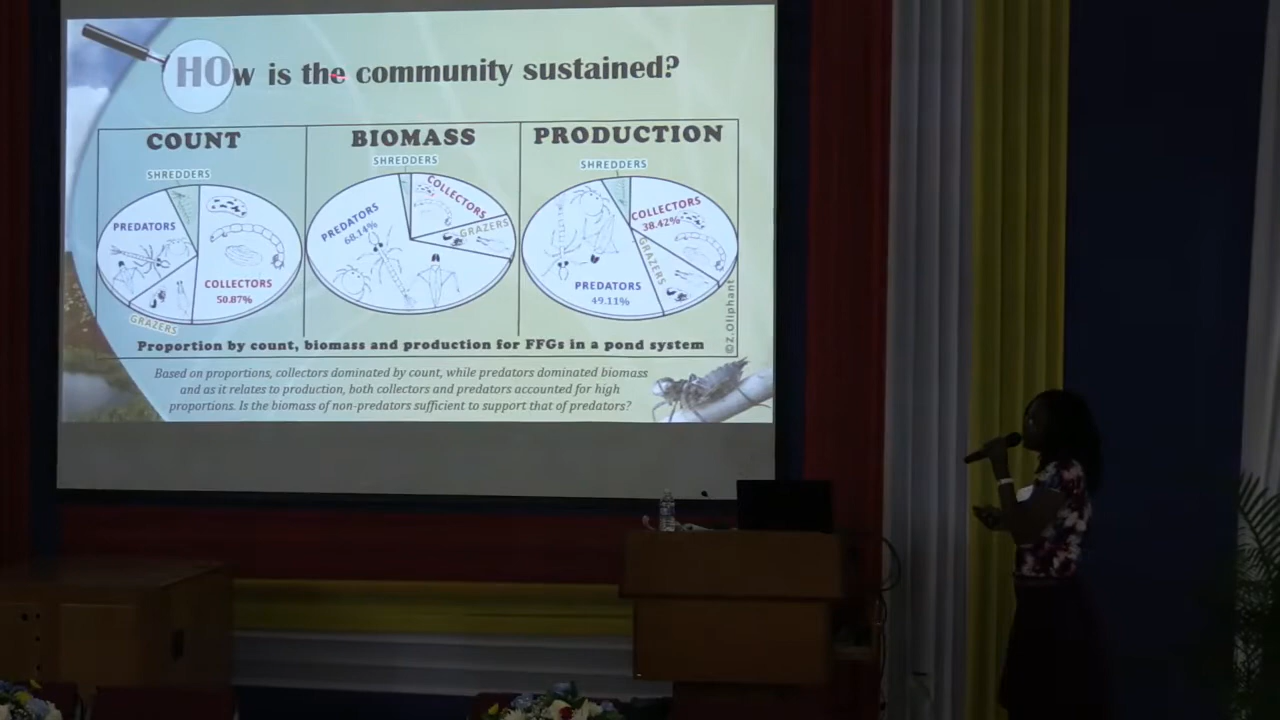 HOw is the community sustained?
COUNT
SHREDDERS
PREDATORS
COLLECTORS
50.87%
GRAZERS
BIOMASS
SHREDDERS
COLLECTORS
PREDATORS
68.14%
GRAZERS
PRODUCTION
SHREDDERS
COLLECTORS
38.42%
GRAZERS
PREDATORS
49.11%
©Z.Oliphant
Proportion by count, biomass and production for FFGs in a pond system
Based on proportions, collectors dominated by count, while predators dominated biomass
and as it relates to production, both collectors and predators accounted for high
proportions. Is the biomass of non-predators sufficient to support that of predators?